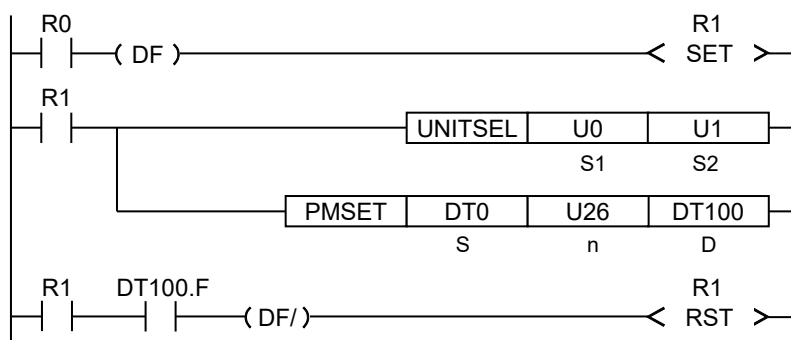 R0 R1
DF SET
R1
UNITSEL U0 U1
S1 S2
PMSET DT0 U26 DT100
S n D
R1 DT100.F R1
DF/ RST